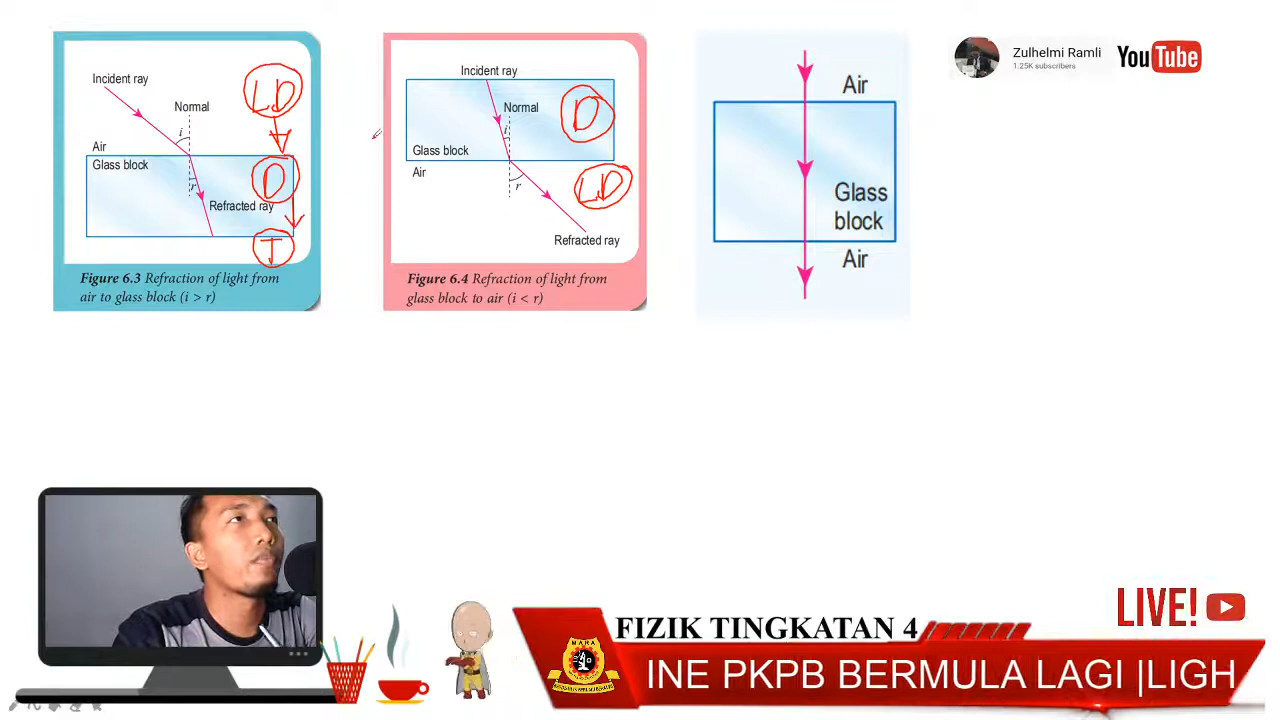 Incident ray
Normal
i
Air
Glass block
r
Refracted ray
LD
D
T
Figure 6.3 Refraction of light from
air to glass block (i > r)
Incident ray
Normal
i
Glass block
Air
r
Refracted ray
D
LD
Figure 6.4 Refraction of light from
glass block to air (i < r)
Air
Glass
block
Air
Zulhelmi Ramli
1.25K subscribers
YouTube
LIVE!
FIZIK TINGKATAN 4
MARA
INE PKPB BERMULA LAGI |LIGH